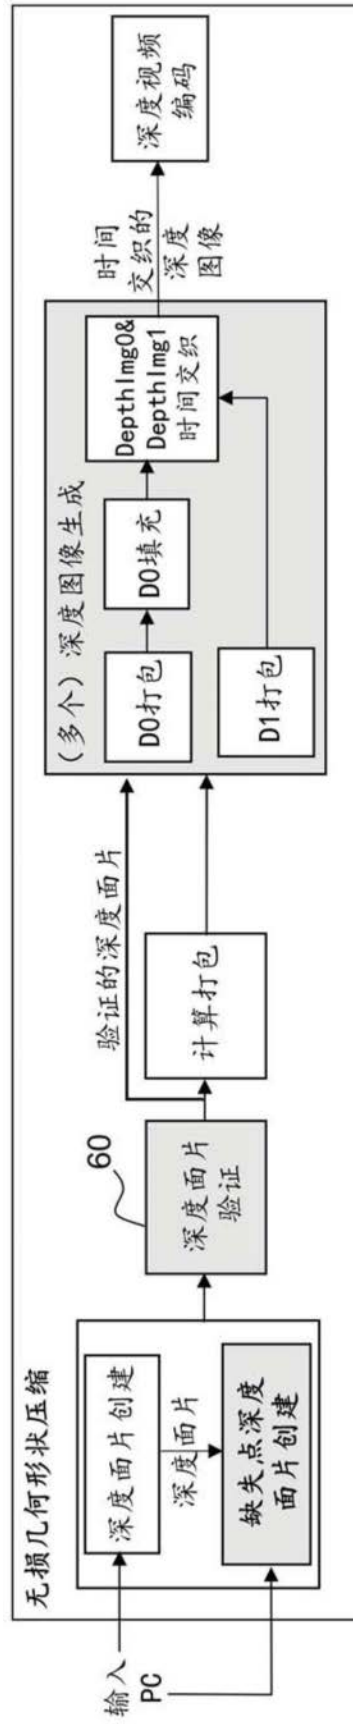 无损几何形状压缩
输入
PC
深度面片创建
深度面片
缺失点深度
面片创建
60
深度面片
验证
验证的深度面片
计算打包
(多个) 深度图像生成
D0打包
D0填充
D1打包
DepthImg0&
DepthImg1
时间交织
时间
交织的
深度
图像
深度视频
编码